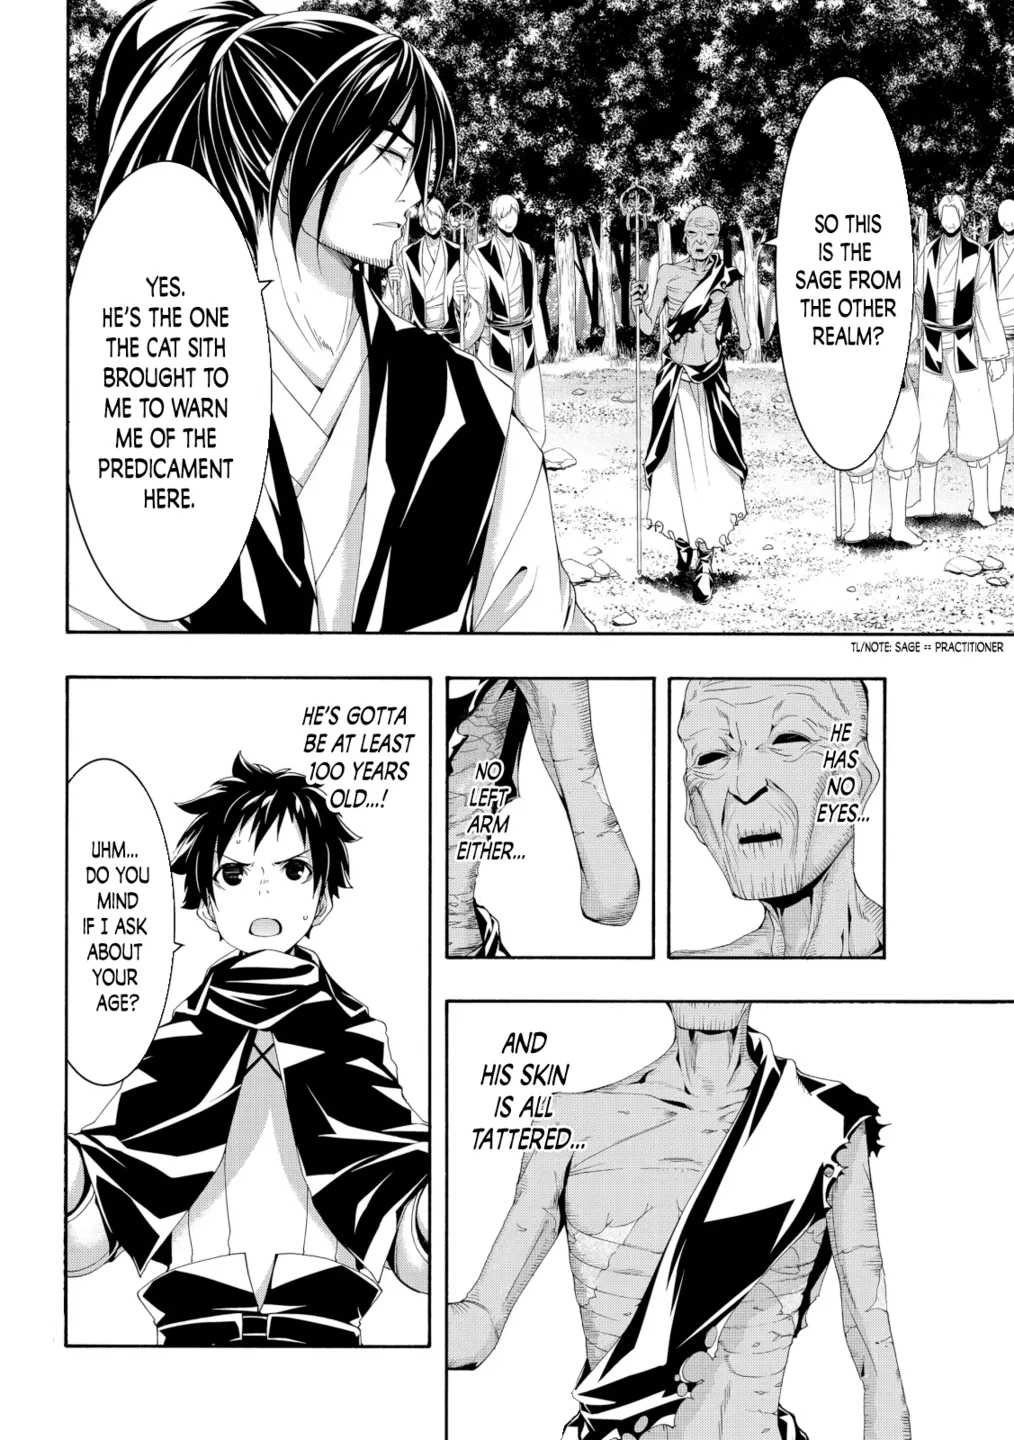 SO THIS
IS THE
SAGE FROM
THE OTHER
REALM?
YES.
HE'S THE ONE
THE CAT SITH
BROUGHT TO
ME TO WARN
ME OF THE
PREDICAMENT
HERE.
TL/NOTE: SAGE == PRACTITIONER
HE
HAS
NO
EYES...
NO
LEFT
ARM
EITHER...
AND
HIS SKIN
IS ALL
TATTERED...
HE'S GOTTA
BE AT LEAST
100 YEARS
OLD...!
UHM...
DO YOU
MIND
IF I ASK
ABOUT
YOUR
AGE?